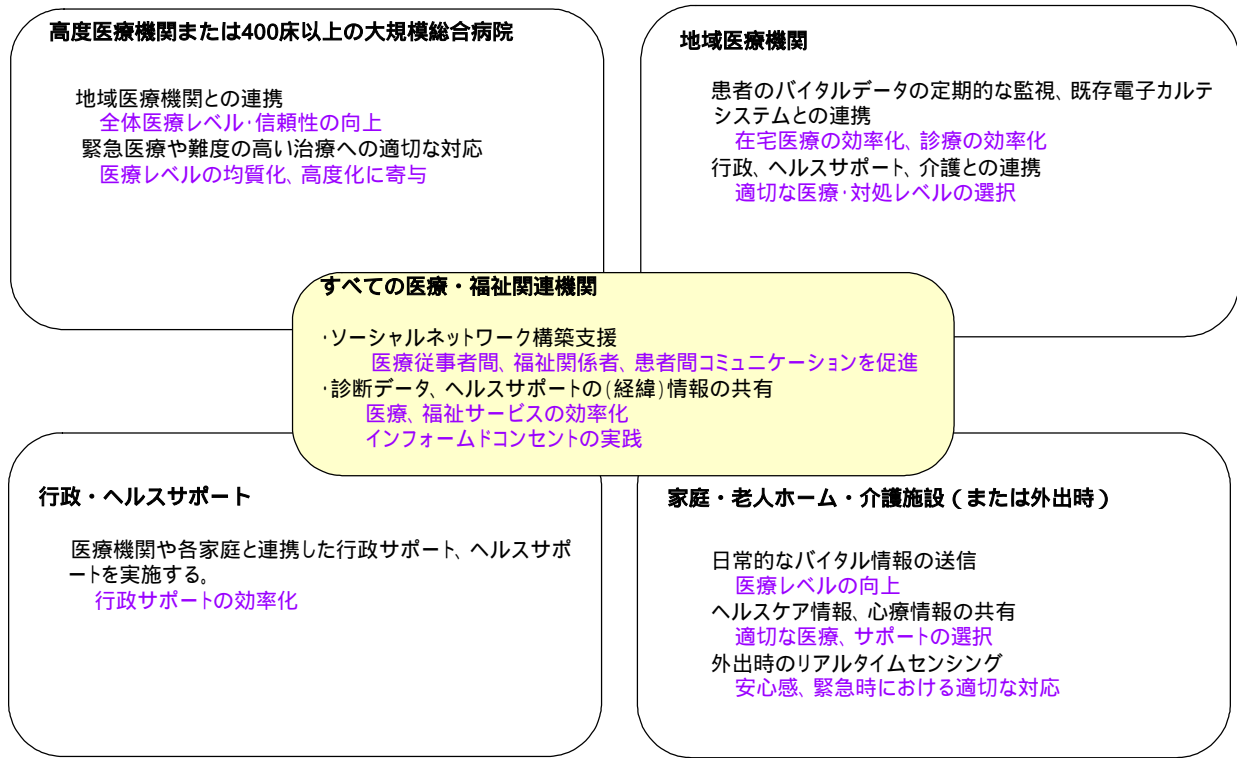 高度医療機関または400床以上の大規模総合病院
地域医療機関との連携
全体医療レベル・信頼性の向上
緊急医療や難度の高い治療への適切な対応
医療レベルの均質化、高度化に寄与
地域医療機関
患者のバイタルデータの定期的な監視、既存電子カルテ
システムとの連携
在宅医療の効率化、診療の効率化
行政、ヘルスサポート、介護との連携
適切な医療・対処レベルの選択
すべての医療・福祉関連機関
・ソーシャルネットワーク構築支援
医療従事者間、福祉関係者、患者間コミュニケーションを促進
・診断データ、ヘルスサポートの(経緯)情報の共有
医療、福祉サービスの効率化
インフォームドコンセントの実践
行政・ヘルスサポート
医療機関や各家庭と連携した行政サポート、ヘルスサポ
ートを実施する。
行政サポートの効率化
家庭・老人ホーム・介護施設（または外出時）
日常的なバイタル情報の送信
医療レベルの向上
ヘルスケア情報、心療情報の共有
適切な医療、サポートの選択
外出時のリアルタイムセンシング
安心感、緊急時における適切な対応